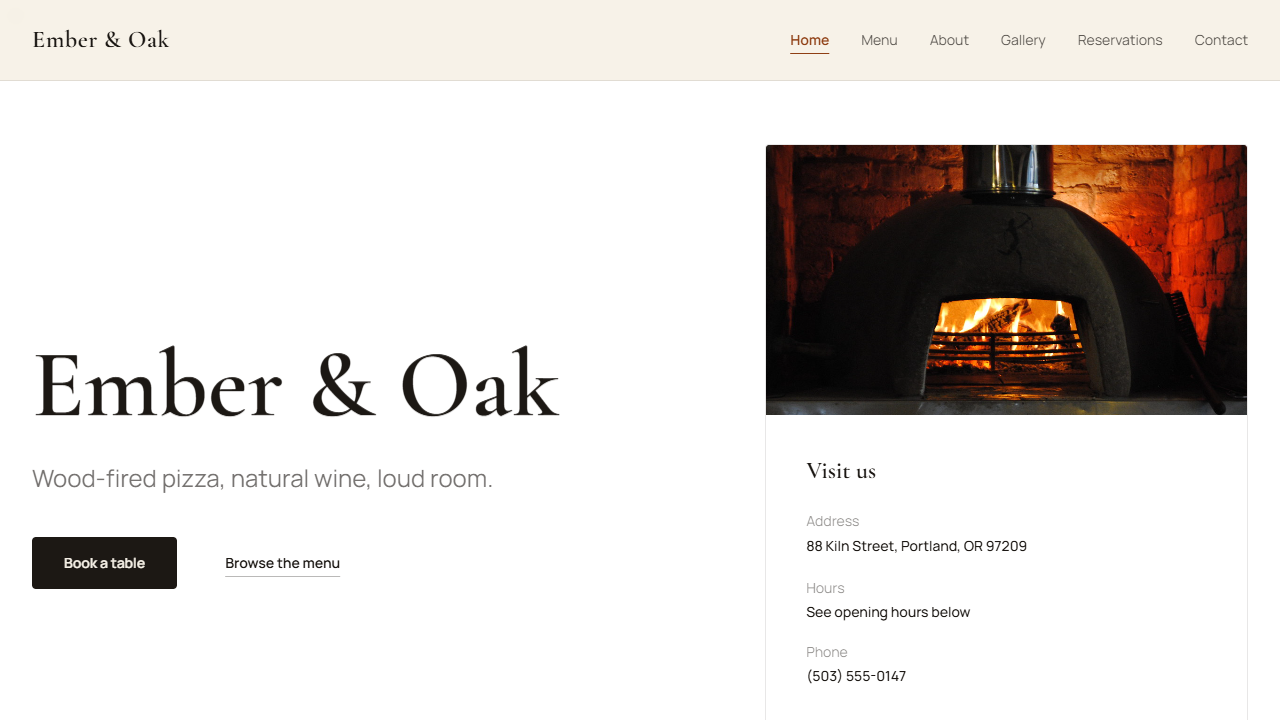 Ember & Oak
Home
Menu
About
Gallery
Reservations
Contact
Ember & Oak
Wood-fired pizza, natural wine, loud room.
Book a table
Browse the menu
Visit us
Address
88 Kiln Street, Portland, OR 97209
Hours
See opening hours below
Phone
(503) 555-0147